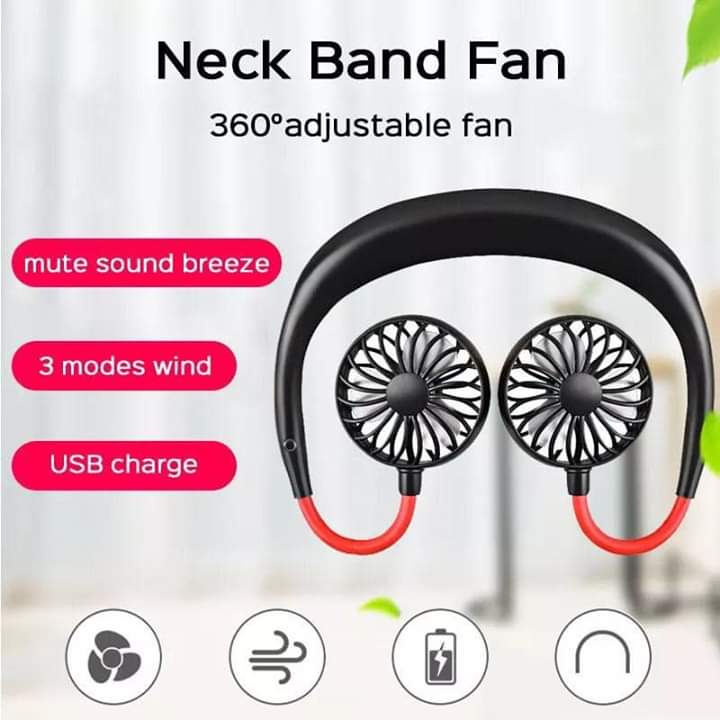 Neck Band Fan
360°adjustable fan
mute sound breeze
3 modes wind
USB charge